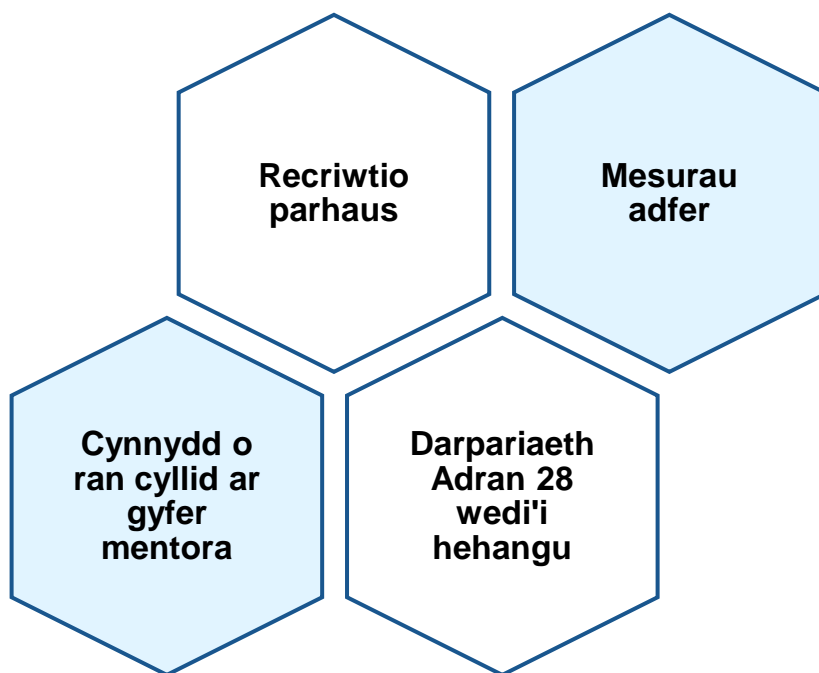 Recriwtio
parhaus
Mesurau
adfer
Cynnydd o
ran cyllid ar
gyfer
mentora
Darpariaeth
Adran 28
wedi'i
hehangu